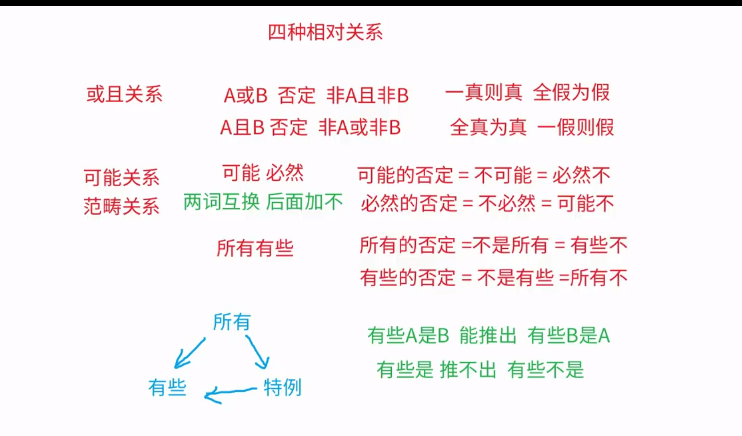 四种相对关系
或且关系 A或B 否定 非A且非B 一真则真 全假为假
A且B 否定 非A或非B 全真为真 一假则假
可能关系 可能 必然 可能的否定 = 不可能 = 必然不
范畴关系 两词互换 后面加不 必然的否定 = 不必然 = 可能不
所有有些 所有的否定 =不是所有 = 有些不
有些的否定 = 不是有些 =所有不
所有
有些A是B 能推出 有些B是A
有些是 推不出 有些不是
有些 特例